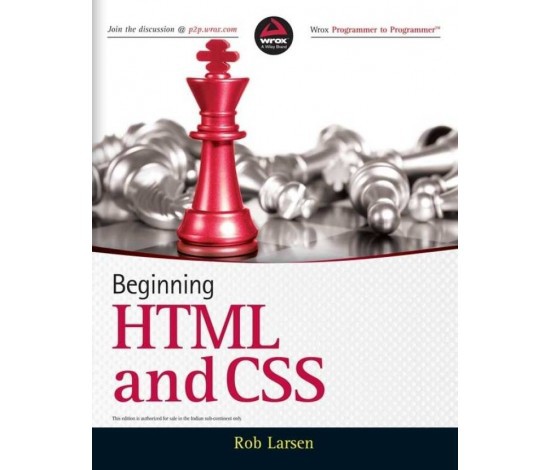 Join the discussion @ p2p.wrox.com
wrox
A Wiley Brand
Wrox Programmer to Programmer™
Beginning
HTML
and CSS
This edition is authorized for sale in the Indian sub-continent only.
Rob Larsen